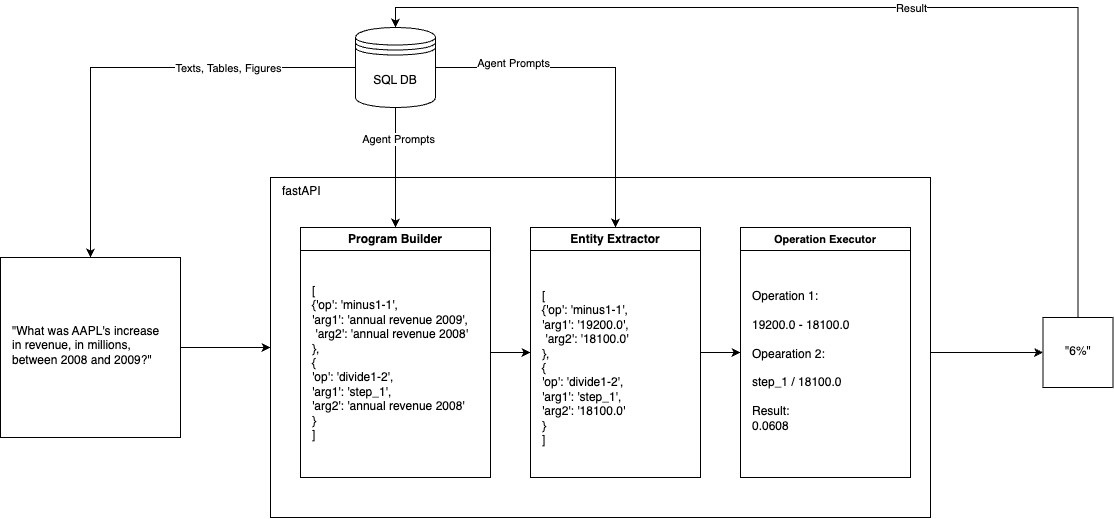 Result
SQL DB
Texts, Tables, Figures
Agent Prompts
Agent Prompts
fastAPI
"What was AAPL's increase
in revenue, in millions,
between 2008 and 2009?"
Program Builder
[
{'op': 'minus1-1',
'arg1': 'annual revenue 2009',
'arg2': 'annual revenue 2008'
},
{
'op': 'divide1-2',
'arg1': 'step_1',
'arg2': 'annual revenue 2008'
}
]
Entity Extractor
[
{'op': 'minus1-1',
'arg1': '19200.0',
'arg2': '18100.0'
},
{
'op': 'divide1-2',
'arg1': 'step_1',
'arg2': '18100.0'
}
]
Operation Executor
Operation 1:
19200.0 - 18100.0
Opearation 2:
step_1 / 18100.0
Result:
0.0608
"6%"